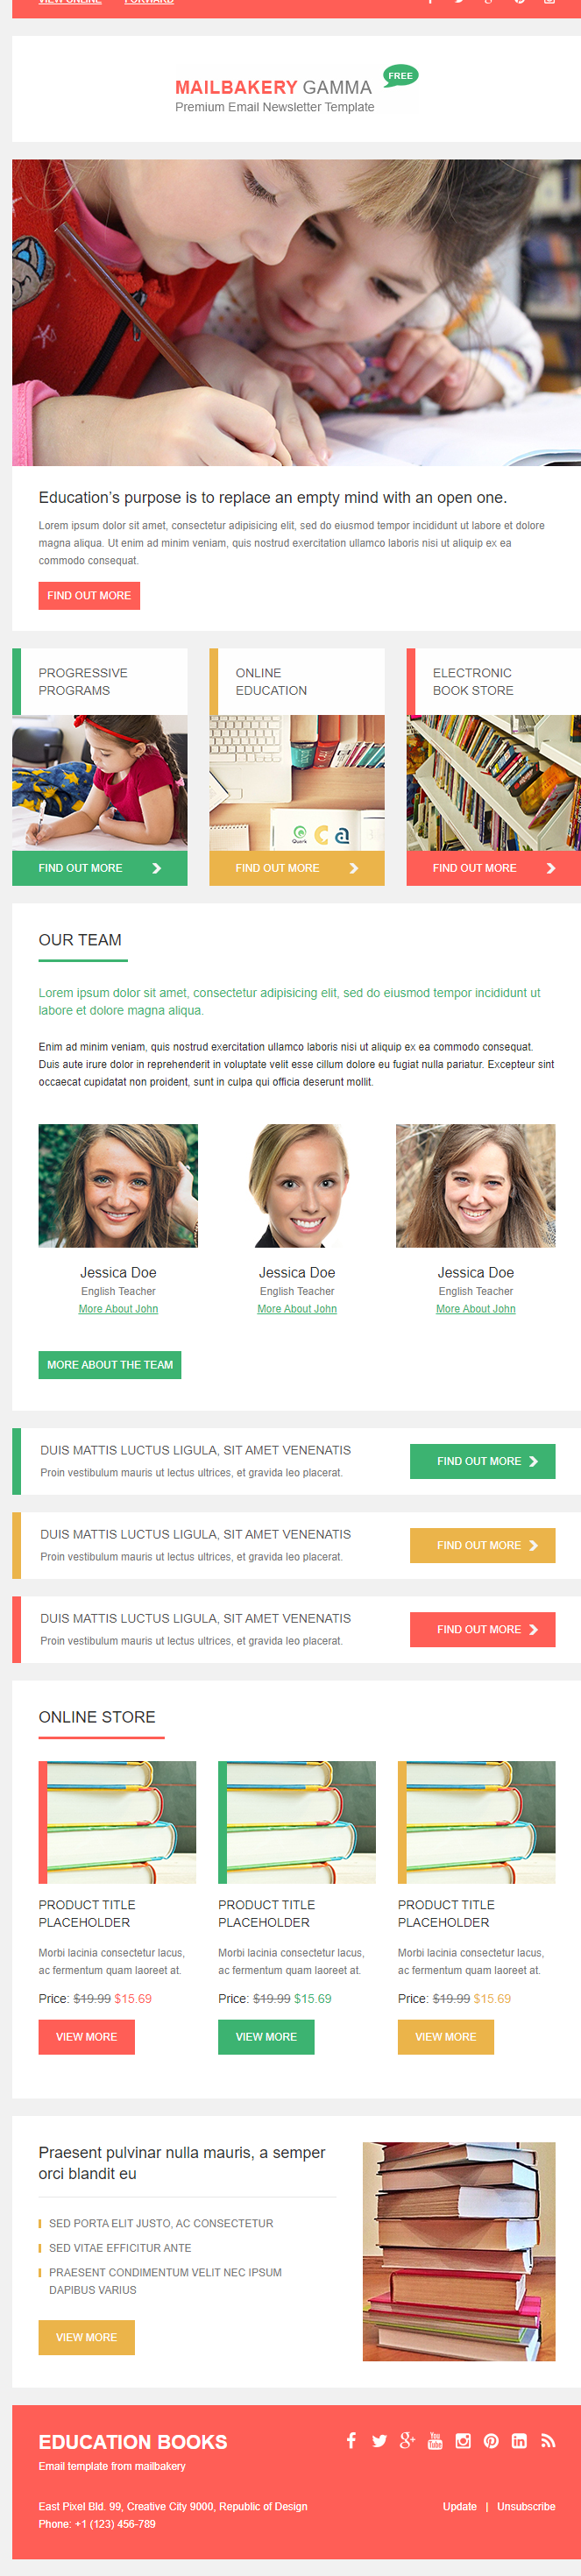 VIEW ONLINE FORWARD
MAILBAKERY GAMMA FREE
Premium Email Newsletter Template
Education's purpose is to replace an empty mind with an open one.
Lorem ipsum dolor sit amet, consectetur adipisicing elit, sed do eiusmod tempor incididunt ut labore et dolore
magna aliqua. Ut enim ad minim veniam, quis nostrud exercitation ullamco laboris nisi ut aliquip ex ea
commodo consequat.
FIND OUT MORE
PROGRESSIVE
PROGRAMS
ONLINE
EDUCATION
ELECTRONIC
BOOK STORE
FIND OUT MORE
FIND OUT MORE
FIND OUT MORE
OUR TEAM
Lorem ipsum dolor sit amet, consectetur adipisicing elit, sed do eiusmod tempor incididunt ut
labore et dolore magna aliqua.
Enim ad minim veniam, quis nostrud exercitation ullamco laboris nisi ut aliquip ex ea commodo consequat.
Duis aute irure dolor in reprehenderit in voluptate velit esse cillum dolore eu fugiat nulla pariatur. Excepteur sint
occaecat cupidatat non proident, sunt in culpa qui officia deserunt mollit.
Jessica Doe
English Teacher
More About John
Jessica Doe
English Teacher
More About John
Jessica Doe
English Teacher
More About John
MORE ABOUT THE TEAM
DUIS MATTIS LUCTUS LIGULA, SIT AMET VENENATIS
Proin vestibulum mauris ut lectus ultrices, et gravida leo placerat.
FIND OUT MORE
DUIS MATTIS LUCTUS LIGULA, SIT AMET VENENATIS
Proin vestibulum mauris ut lectus ultrices, et gravida leo placerat.
FIND OUT MORE
DUIS MATTIS LUCTUS LIGULA, SIT AMET VENENATIS
Proin vestibulum mauris ut lectus ultrices, et gravida leo placerat.
FIND OUT MORE
ONLINE STORE
PRODUCT TITLE
PLACEHOLDER
Morbi lacinia consectetur lacus,
ac fermentum quam laoreet at.
Price: $19.99 $15.69
VIEW MORE
PRODUCT TITLE
PLACEHOLDER
Morbi lacinia consectetur lacus,
ac fermentum quam laoreet at.
Price: $19.99 $15.69
VIEW MORE
PRODUCT TITLE
PLACEHOLDER
Morbi lacinia consectetur lacus,
ac fermentum quam laoreet at.
Price: $19.99 $15.69
VIEW MORE
Praesent pulvinar nulla mauris, a semper
orci blandit eu
SED PORTA ELIT JUSTO, AC CONSECTETUR
SED VITAE EFFICITUR ANTE
PRAESENT CONDIMENTUM VELIT NEC IPSUM
DAPIBUS VARIUS
VIEW MORE
EDUCATION BOOKS
Email template from mailbakery
East Pixel Bld. 99, Creative City 9000, Republic of Design
Phone: +1 (123) 456-789
Update | Unsubscribe